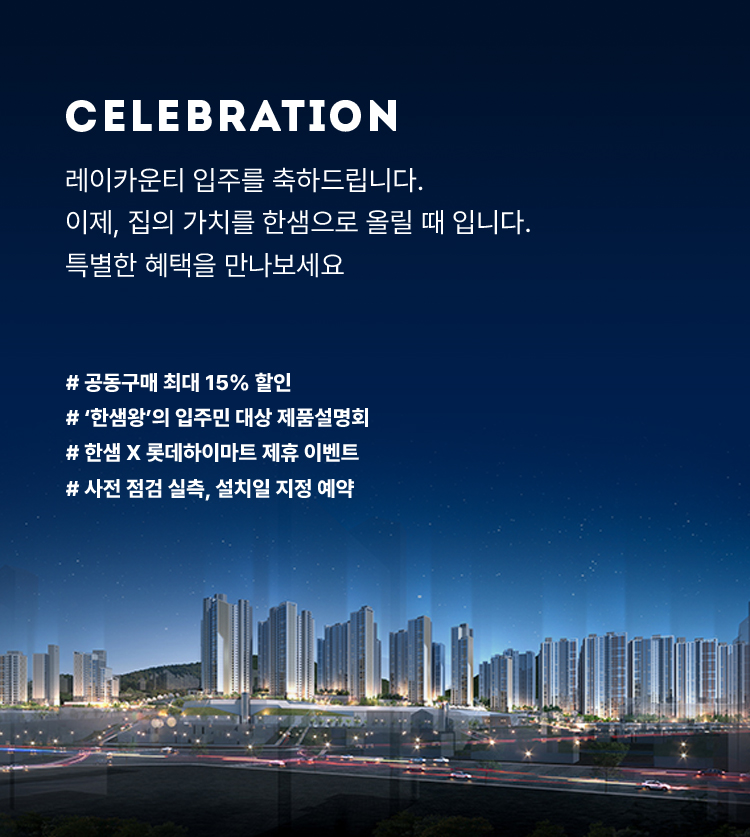 CELEBRATION
레이카운티 입주를 축하드립니다.
이제, 집의 가치를 한샘으로 올릴 때 입니다.
특별한 혜택을 만나보세요
# 공동구매 최대 15% 할인
# ‘한샘왕’의 입주민 대상 제품설명회
# 한샘 X 롯데하이마트 제휴 이벤트
# 사전 점검 실측, 설치일 지정 예약